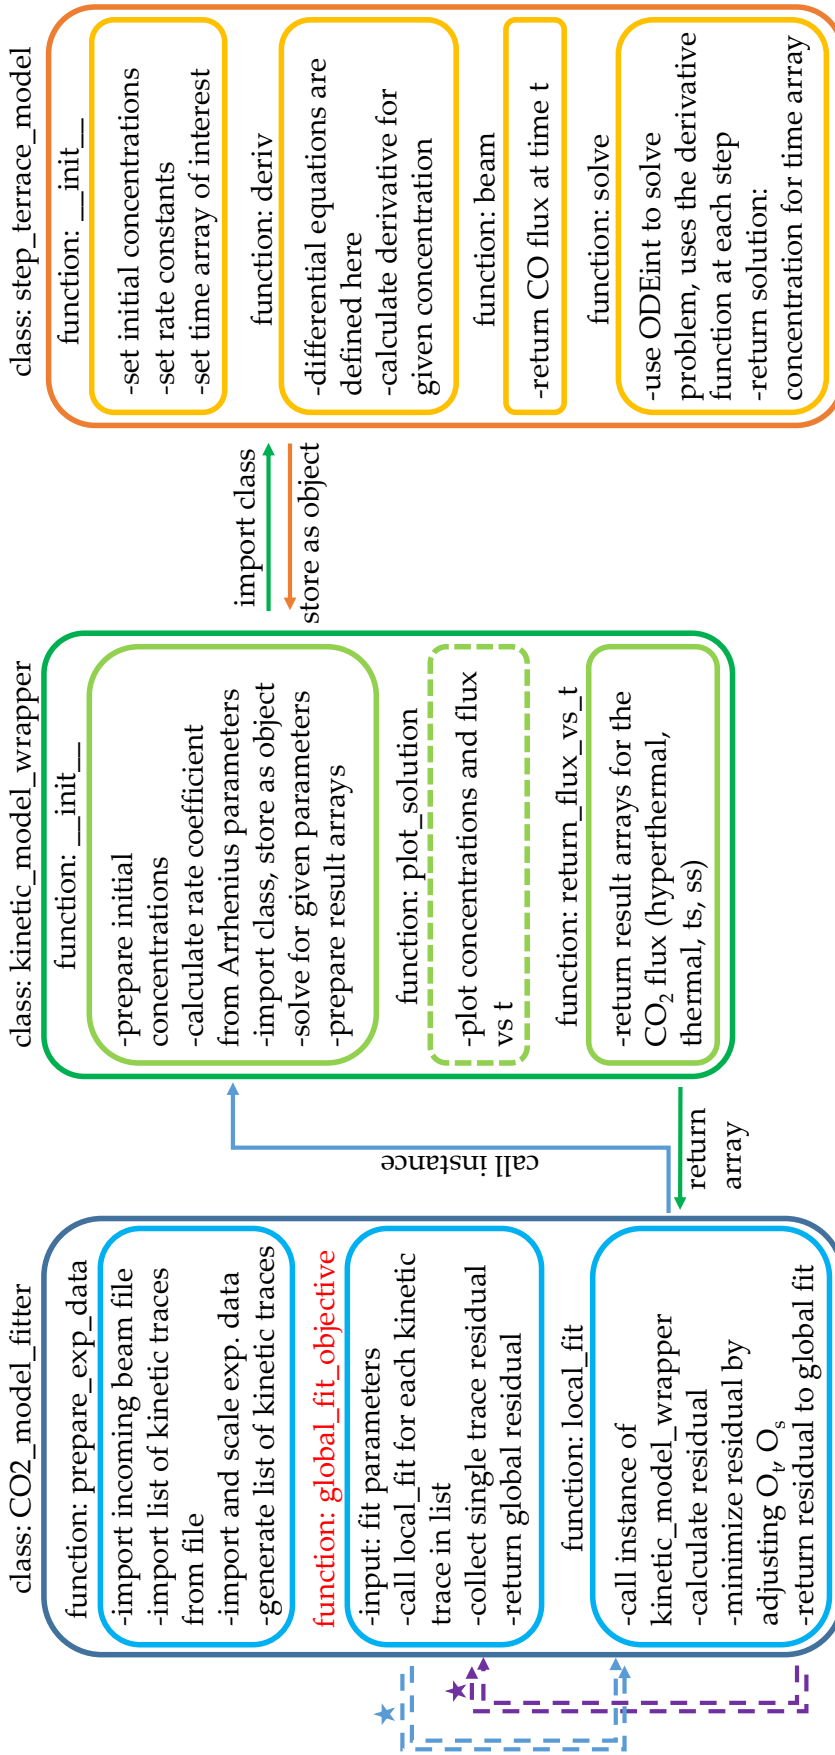 class: CO2_model_fitter
function: prepare_exp_data
-import incoming beam file
-import list of kinetic traces
from file
-import and scale exp. data
-generate list of kinetic traces
function: global_fit_objective
-input: fit parameters
-call local_fit for each kinetic
trace in list
-collect single trace residual
-return global residual
function: local_fit
-call instance of
kinetic_model_wrapper
-calculate residual
-minimize residual by
adjusting Oₜ, Oₛ
-return residual to global fit
call instance
return
array
class: kinetic_model_wrapper
function: __init__
-prepare initial
concentrations
-calculate rate coefficient
from Arrhenius parameters
-import class, store as object
-solve for given parameters
-prepare result arrays
function: plot_solution
-plot concentrations and flux
vs t
function: return_flux_vs_t
-return result arrays for the
CO₂ flux (hyperthermal,
thermal, ts, ss)
import class
store as object
class: step_terrace_model
function: __init__
-set initial concentrations
-set rate constants
-set time array of interest
function: deriv
-differential equations are
defined here
-calculate derivative for
given concentration
function: beam
-return CO flux at time t
function: solve
-use ODEint to solve
problem, uses the derivative
function at each step
-return solution:
concentration for time array